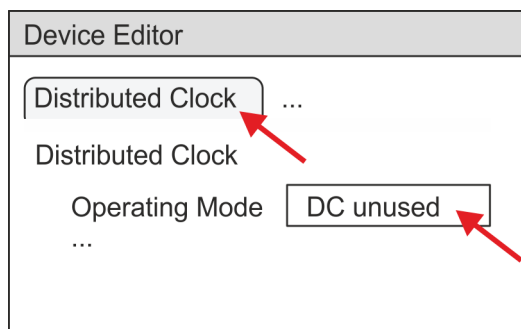 Device Editor
Distributed Clock ...
Distributed Clock
Operating Mode DC unused
...